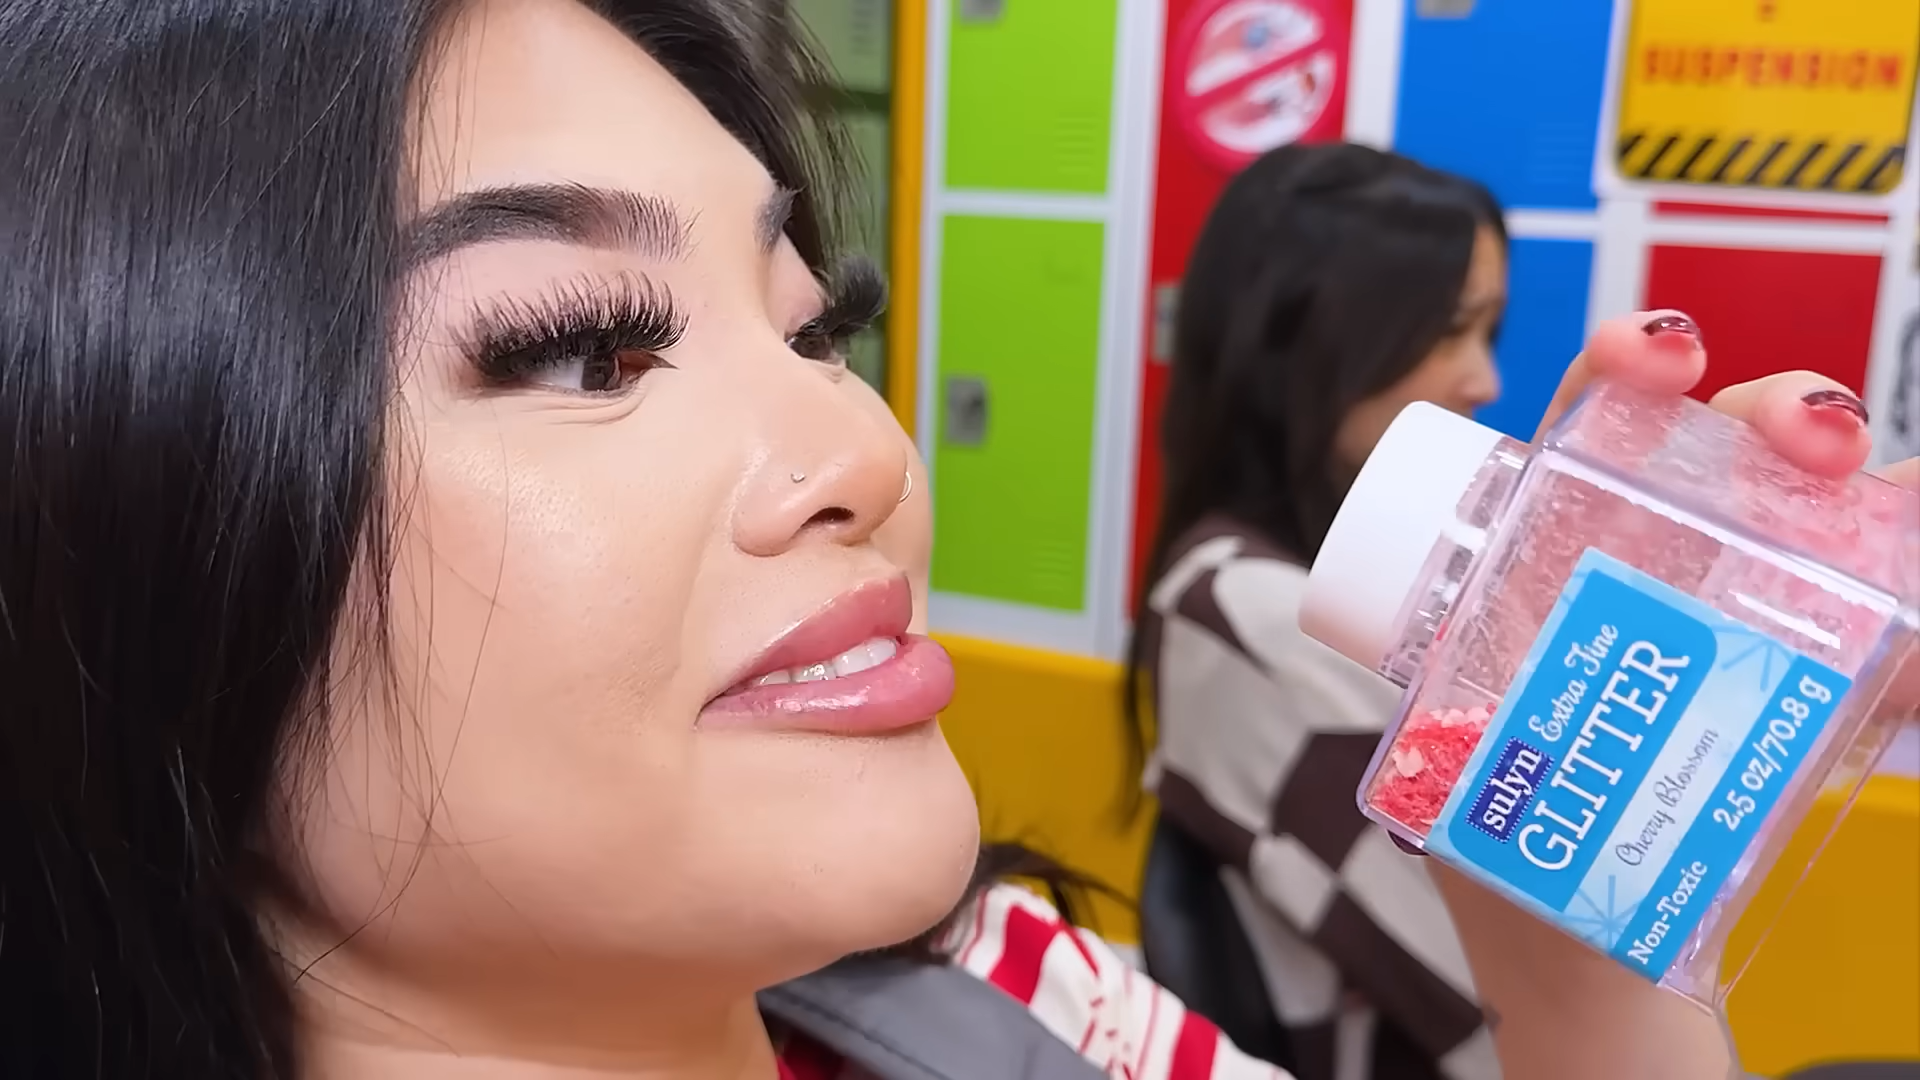 SUSPENSION
sulyn Extra Fine
GLITTER
Cherry Blossom
2.5 oz/70.8 g
Non-Toxic